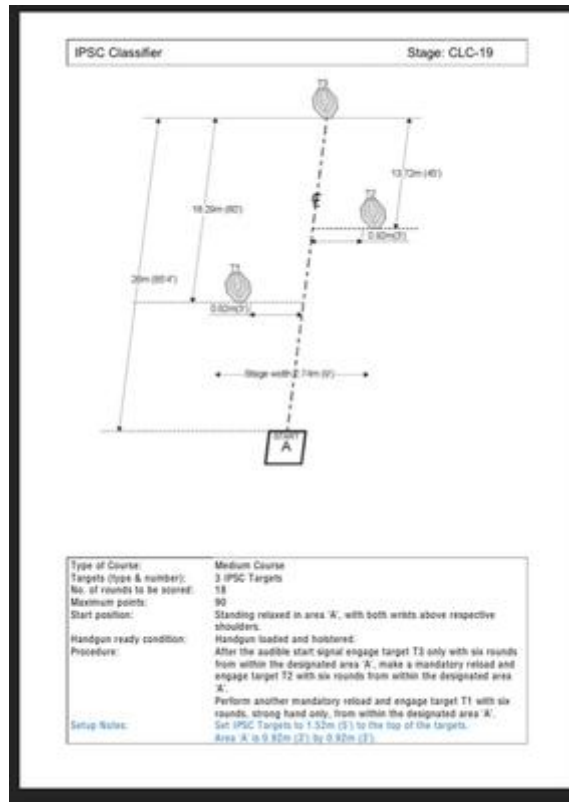 IPSC Classifier
Stage: CLC-19
T3
13.72m (45')
18.29m (60')
T2
0.92m(3')
T1
26m (85'4")
0.92m(3')
Stage width 2.74m (9')
START
A
Type of Course: Medium Course
Targets (type & number): 3 IPSC Targets
No. of rounds to be scored: 18
Maximum points: 90
Start position: Standing relaxed in area 'A', with both wrists above respective
shoulders.
Handgun ready condition: Handgun loaded and holstered.
Procedure: After the audible start signal engage target T3 only with six rounds
from within the designated area 'A', make a mandatory reload and
engage target T2 with six rounds from within the designated area
'A'.
Perform another mandatory reload and engage target T1 with six
rounds, strong hand only, from within the designated area 'A'.
Setup Notes: Set IPSC Targets to 1.52m (5') to the top of the targets.
Area 'A' is 0.92m (3') by 0.92m (3')